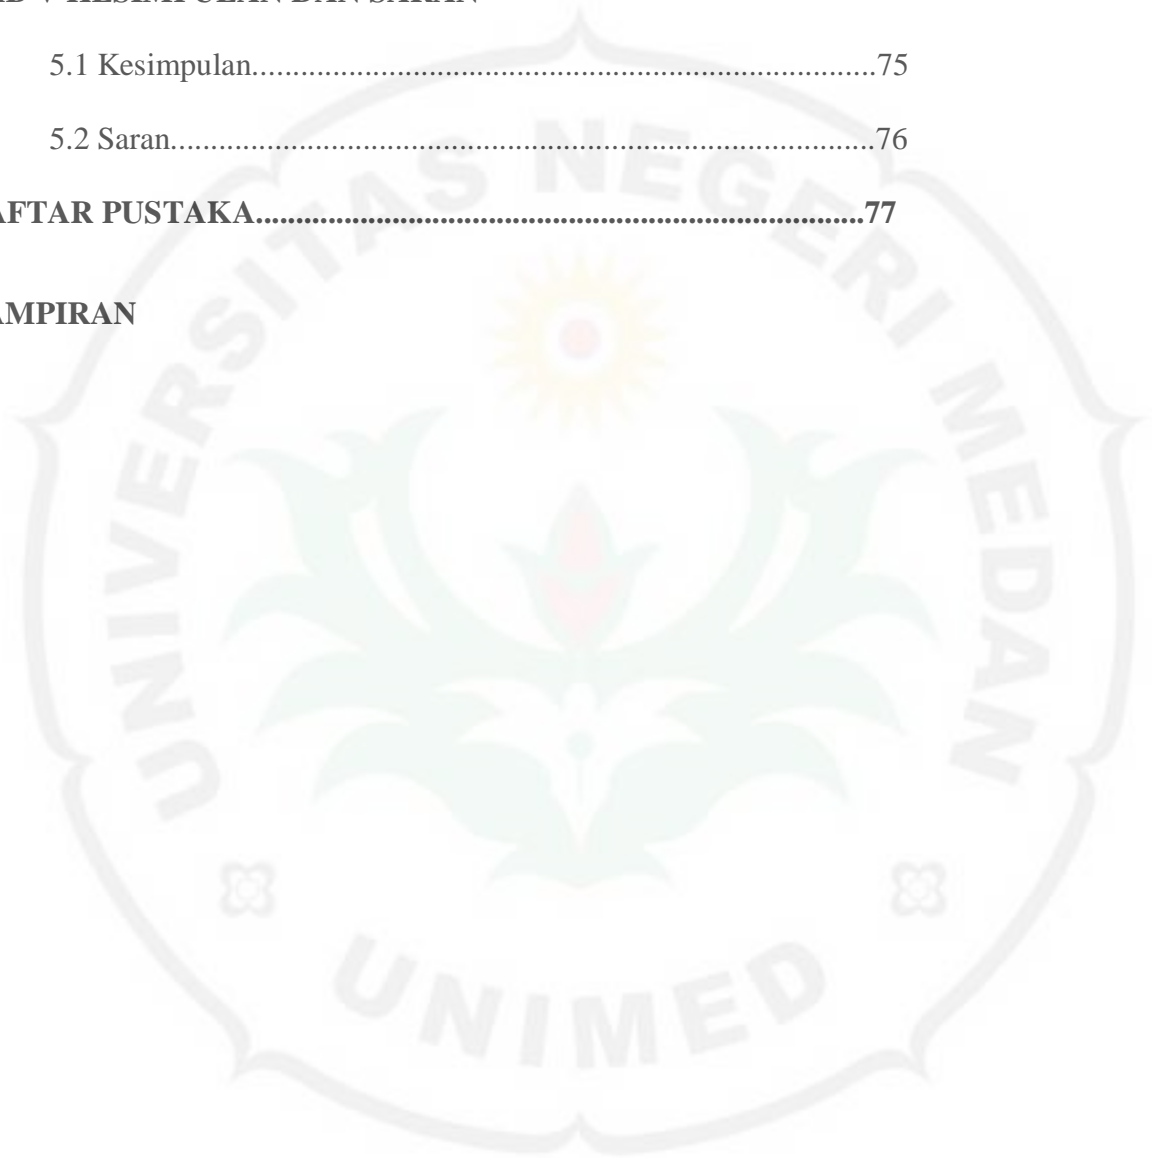 5.1 Kesimpulan......................................................................75
5.2 Saran...............................................................................76
AFTAR PUSTAKA...........................................................................77
AMPIRAN
UNIVERSITAS NEGERI MEDAN
UNIMED